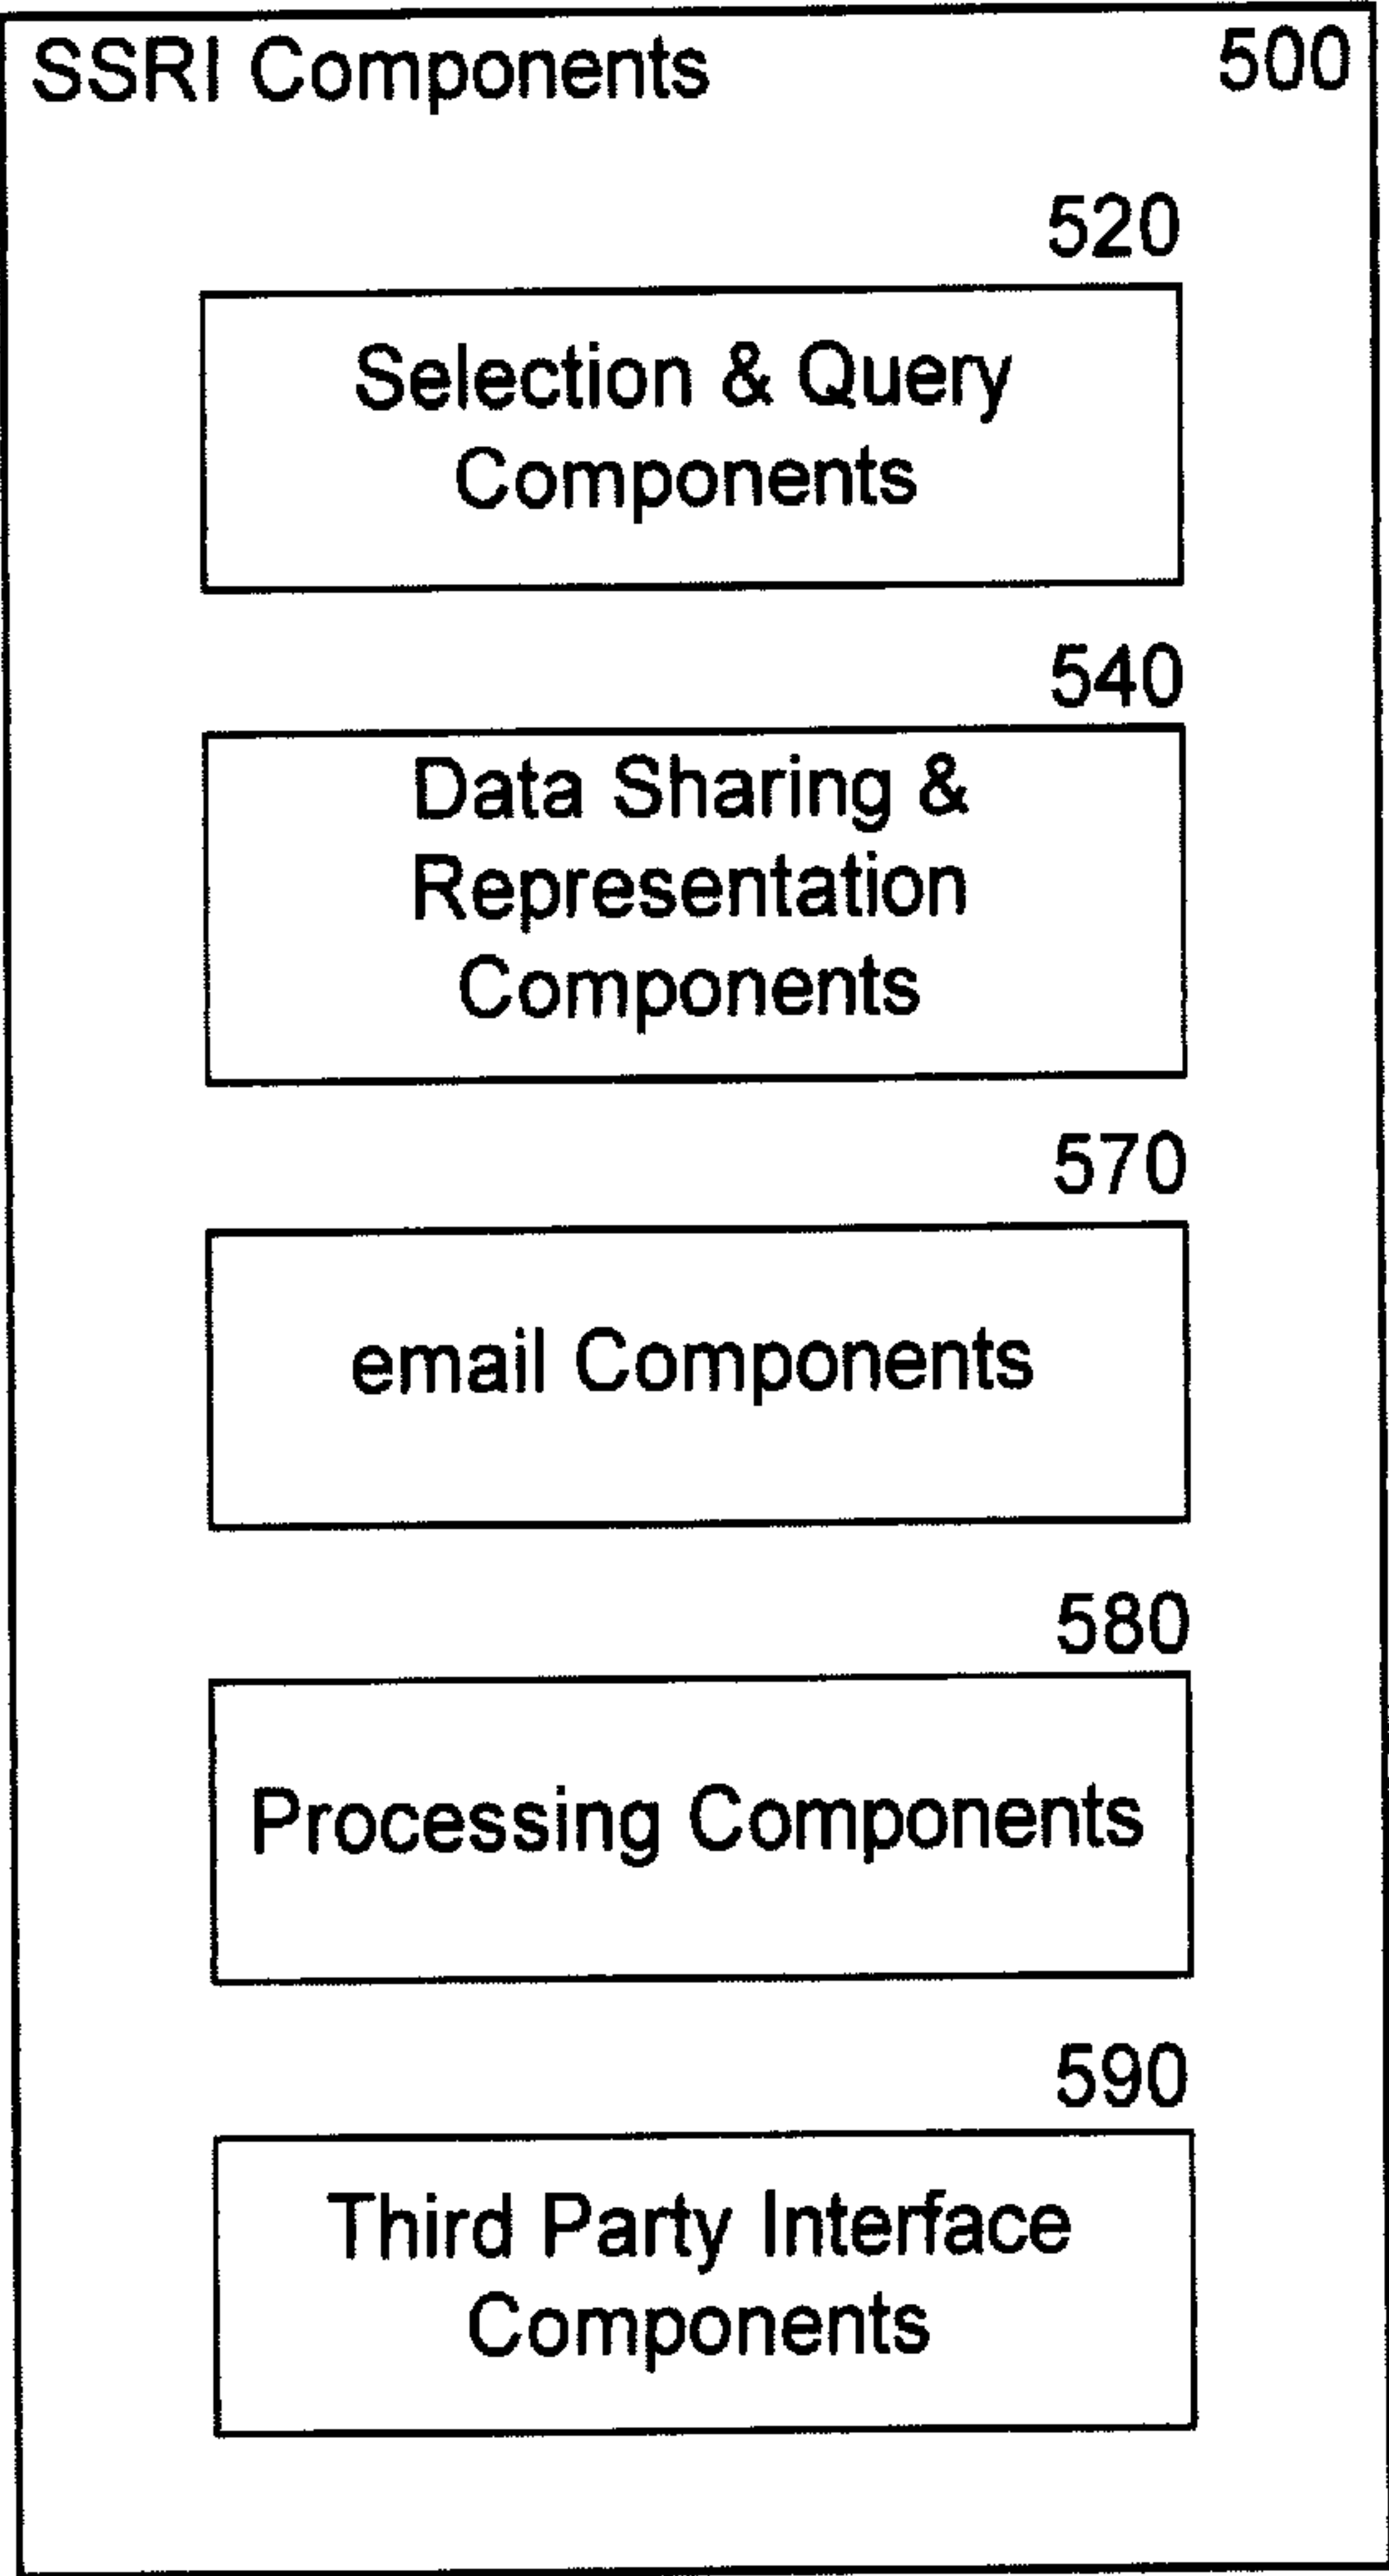 SSRI Components 500
520
Selection & Query
Components
540
Data Sharing &
Representation
Components
570
email Components
580
Processing Components
590
Third Party Interface
Components